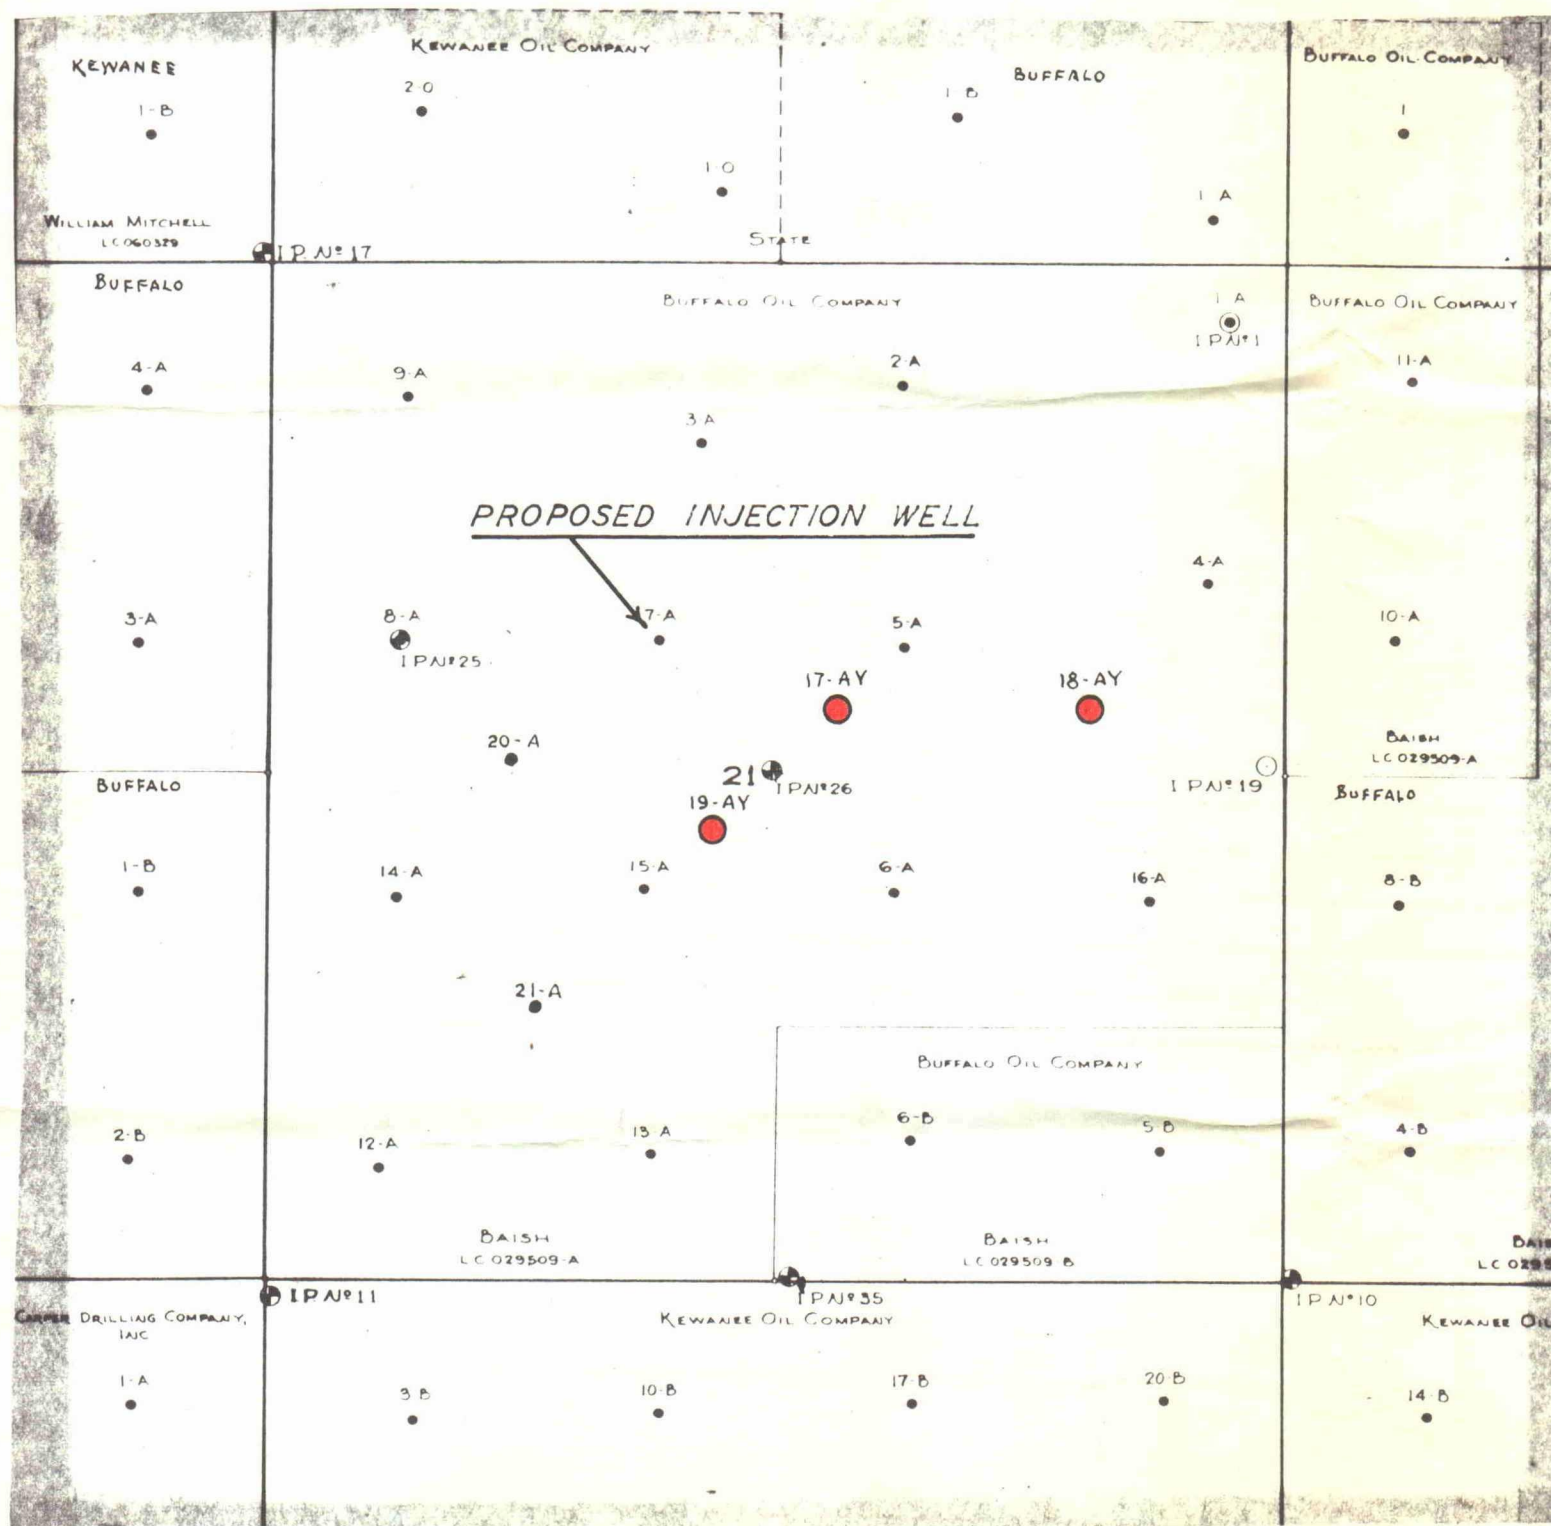 KEWANEE
KEWANEE OIL COMPANY
BUFFALO
BUFFALO OIL COMPANY
1-B
2-O
1-B
1
1-O
1-A
WILLIAM MITCHELL
LC060329
STATE
I.P. Nº 17
BUFFALO
BUFFALO OIL COMPANY
1-A
I.P. Nº 1
BUFFALO OIL COMPANY
4-A
9-A
2-A
11-A
3-A
PROPOSED INJECTION WELL
4-A
3-A
8-A
I.P. Nº 25
7-A
5-A
10-A
17-AY
18-AY
20-A
BAISH
LC 029509-A
21
I.P. Nº 26
I.P. Nº 19
BUFFALO
BUFFALO
19-AY
1-B
14-A
15-A
6-A
16-A
8-B
21-A
BUFFALO OIL COMPANY
2-B
12-A
13-A
6-B
5-B
4-B
BAISH
LC 029509-A
BAISH
LC 029509 B
LC 029
I.P. Nº 11
I.P. Nº 35
I.P. Nº 10
CARPER DRILLING COMPANY,
INC
KEWANEE OIL COMPANY
KEWANEE OIL
1-A
3-B
10-B
17-B
20-B
14-B